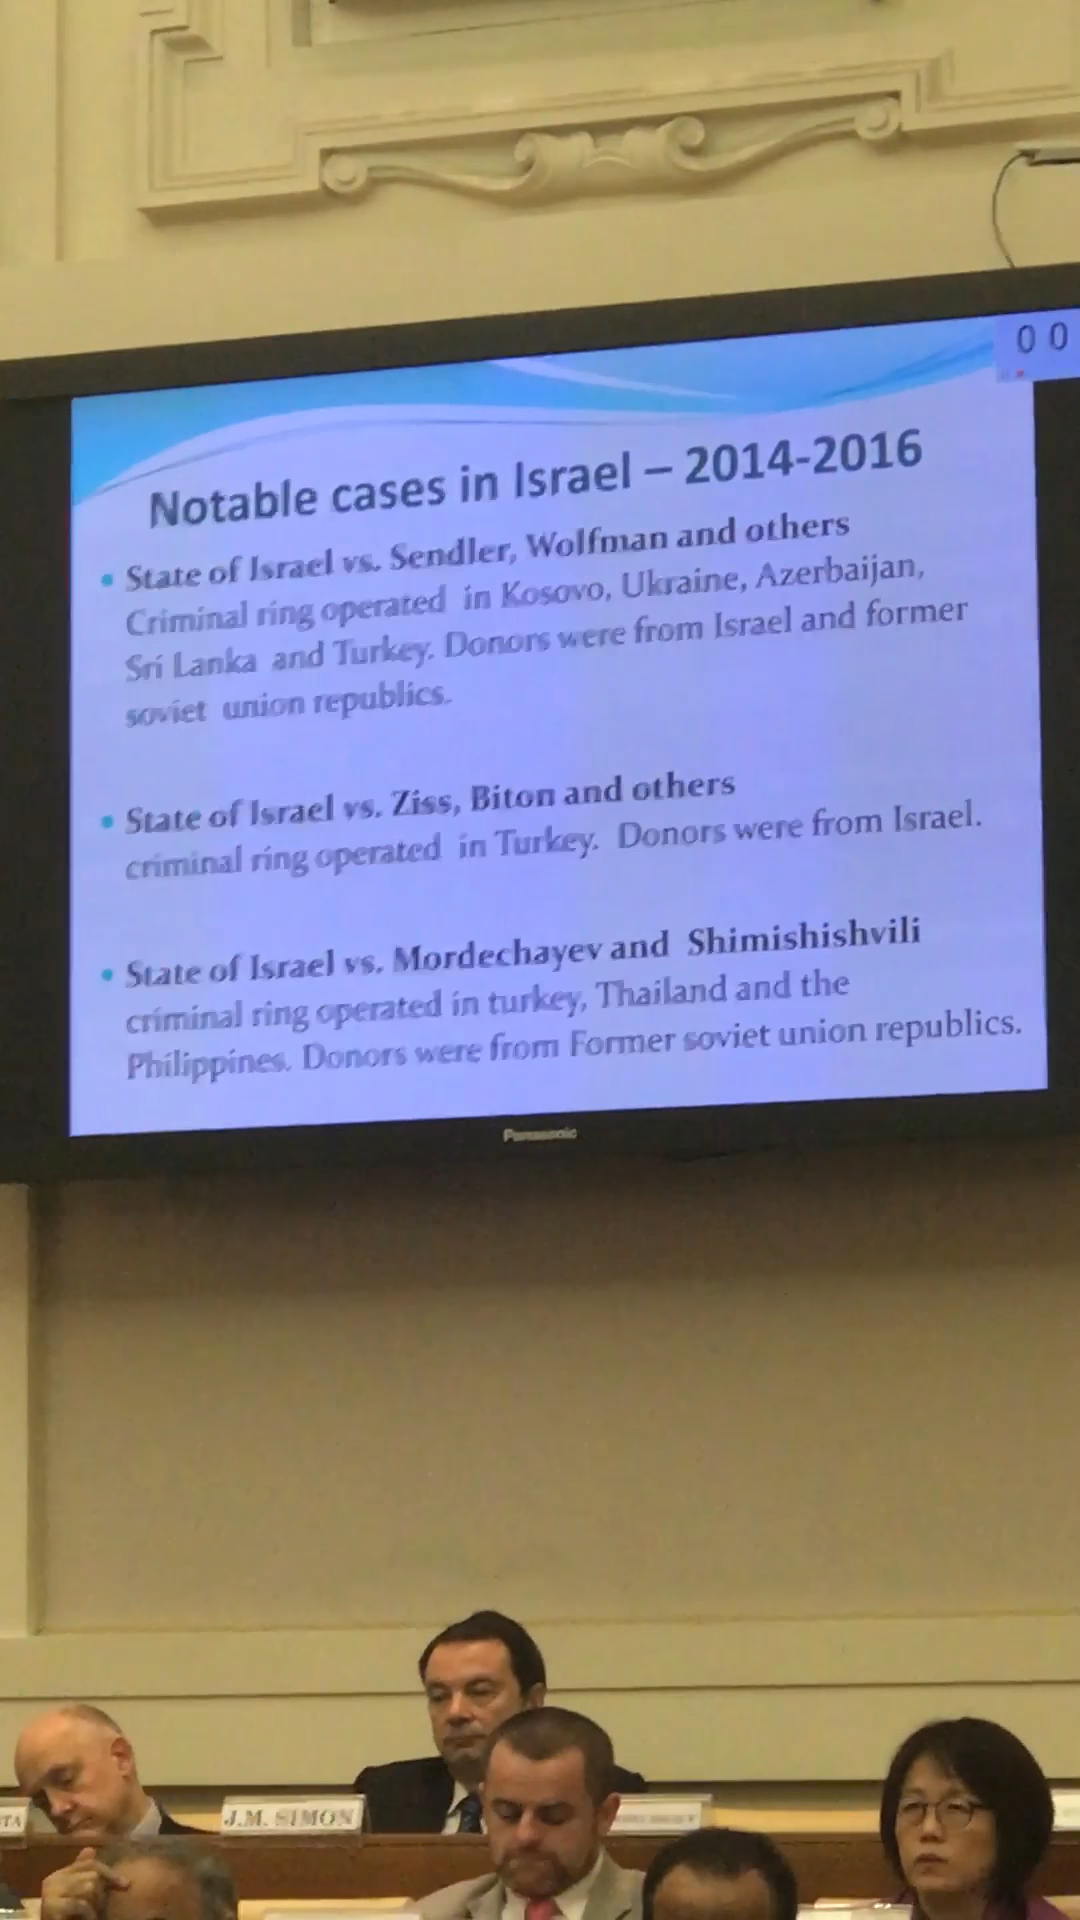 0 0
Notable cases in Israel – 2014-2016
• State of Israel vs. Sendler, Wolfman and others
Criminal ring operated in Kosovo, Ukraine, Azerbaijan,
Sri Lanka and Turkey. Donors were from Israel and former
soviet union republics.
• State of Israel vs. Ziss, Biton and others
criminal ring operated in Turkey. Donors were from Israel.
• State of Israel vs. Mordechayev and Shimishishvili
criminal ring operated in turkey, Thailand and the
Philippines. Donors were from Former soviet union republics.
Panasonic
TA
J.M. SIMON